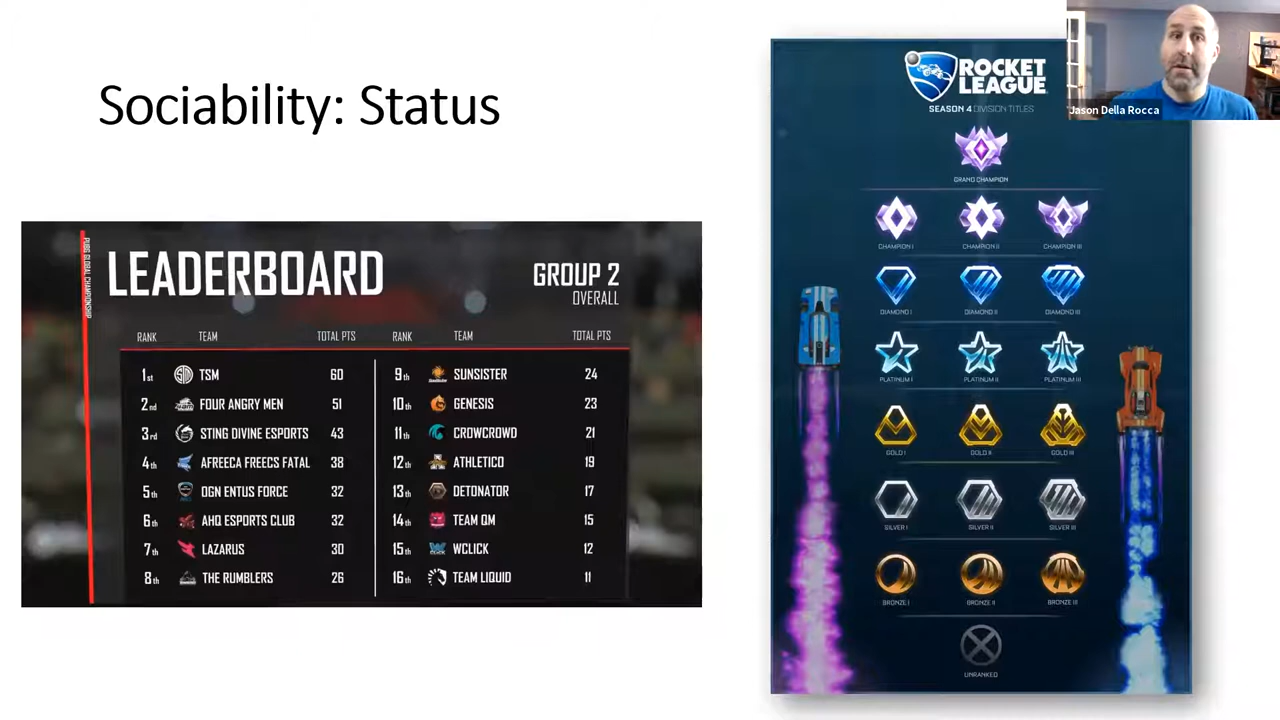 Sociability: Status
PUBG GLOBAL CHAMPIONSHIP
LEADERBOARD
GROUP 2
OVERALL
RANK TEAM TOTAL PTS RANK TEAM TOTAL PTS
1st TSM 60 9th SUNSISTER 24
2nd FOUR ANGRY MEN 51 10th GENESIS 23
3rd STING DIVINE ESPORTS 43 11th CROWCROWD 21
4th AFREECA FREECS FATAL 38 12th ATHLETICO 19
5th OGN ENTUS FORCE 32 13th DETONATOR 17
6th AHQ ESPORTS CLUB 32 14th TEAM QM 15
7th LAZARUS 30 15th WCLICK 12
8th THE RUMBLERS 26 16th TEAM LIQUID 11
ROCKET
LEAGUE
SEASON 4 DIVISION TITLES
GRAND CHAMPION
CHAMPION I CHAMPION II CHAMPION III
DIAMOND I DIAMOND II DIAMOND III
PLATINUM I PLATINUM II PLATINUM III
GOLD I GOLD II GOLD III
SILVER I SILVER II SILVER III
BRONZE I BRONZE II BRONZE III
UNRANKED
Jason Della Rocca